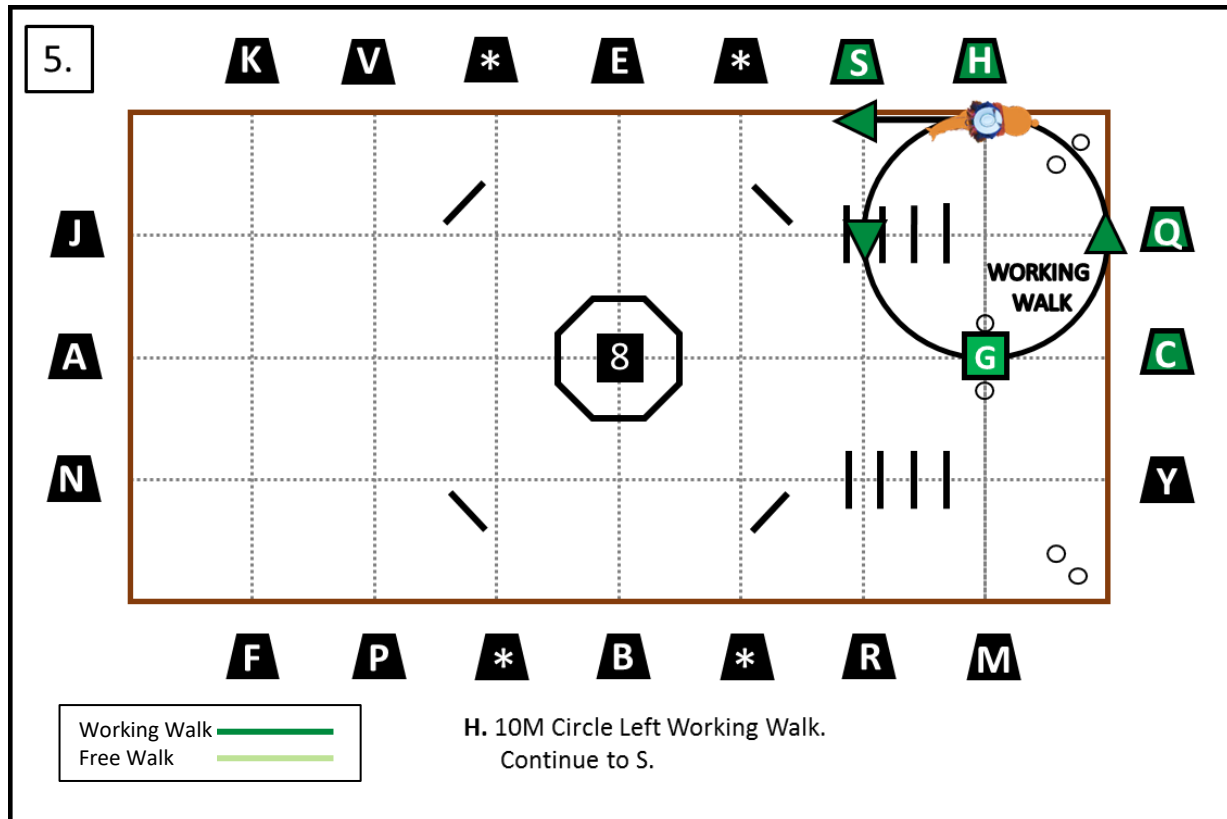 5.
K V * E * S H
J
Q
WORKING
WALK
A
8
G
C
N
Y
F P * B * R M
Working Walk
Free Walk
H. 10M Circle Left Working Walk.
Continue to S.